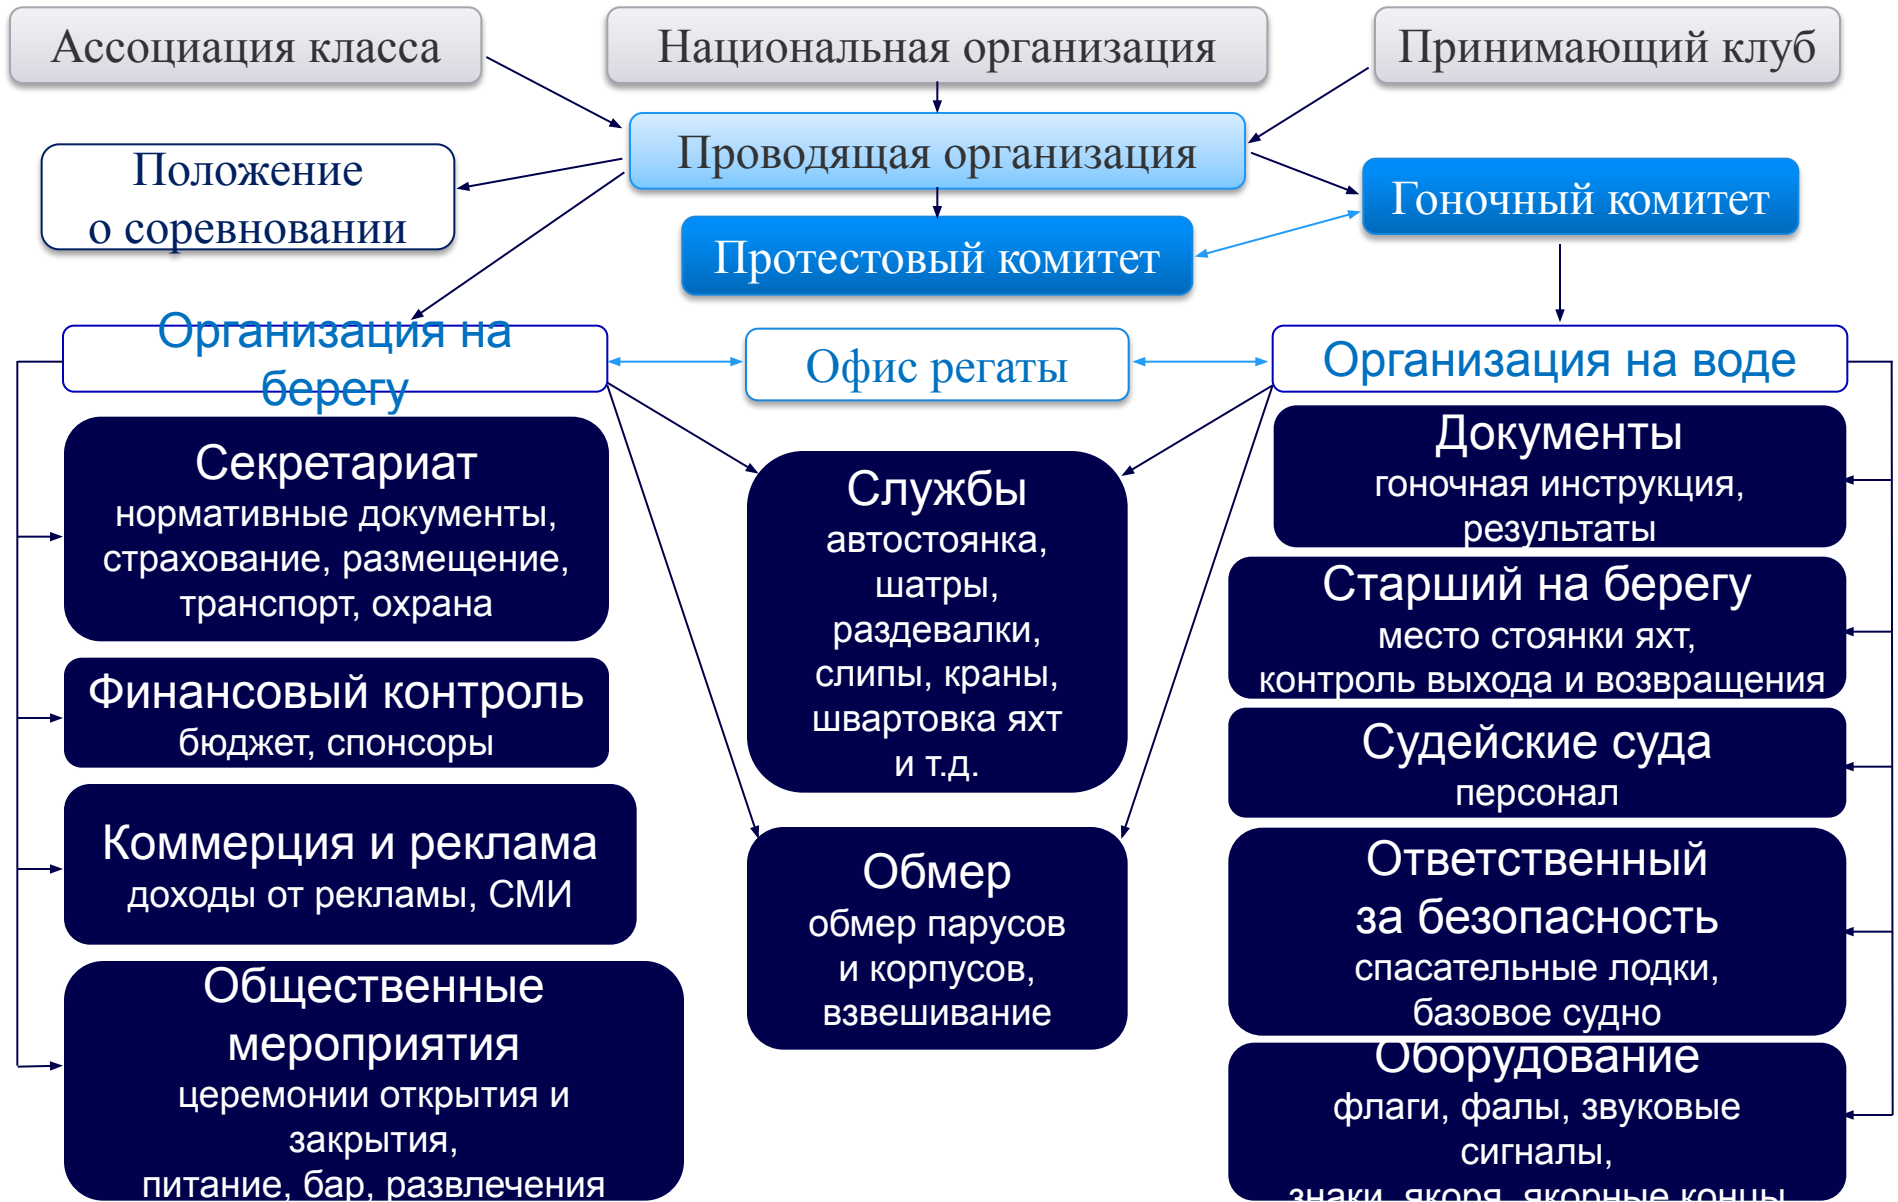 Ассоциация класса
Национальная организация
Принимающий клуб
Проводящая организация
Положение
о соревновании
Гоночный комитет
Протестовый комитет
Организация на
берегу
Офис регаты
Организация на воде
Секретариат
нормативные документы,
страхование, размещение,
транспорт, охрана
Финансовый контроль
бюджет, спонсоры
Коммерция и реклама
доходы от рекламы, СМИ
Общественные
мероприятия
церемонии открытия и
закрытия,
питание, бар, развлечения
Службы
автостоянка,
шатры,
раздевалки,
слипы, краны,
швартовка яхт
и т.д.
Обмер
обмер парусов
и корпусов,
взвешивание
Документы
гоночная инструкция,
результаты
Старший на берегу
место стоянки яхт,
контроль выхода и возвращения
Судейские суда
персонал
Ответственный
за безопасность
спасательные лодки,
базовое судно
Оборудование
флаги, фалы, звуковые
сигналы,
знаки, якоря, якорные концы